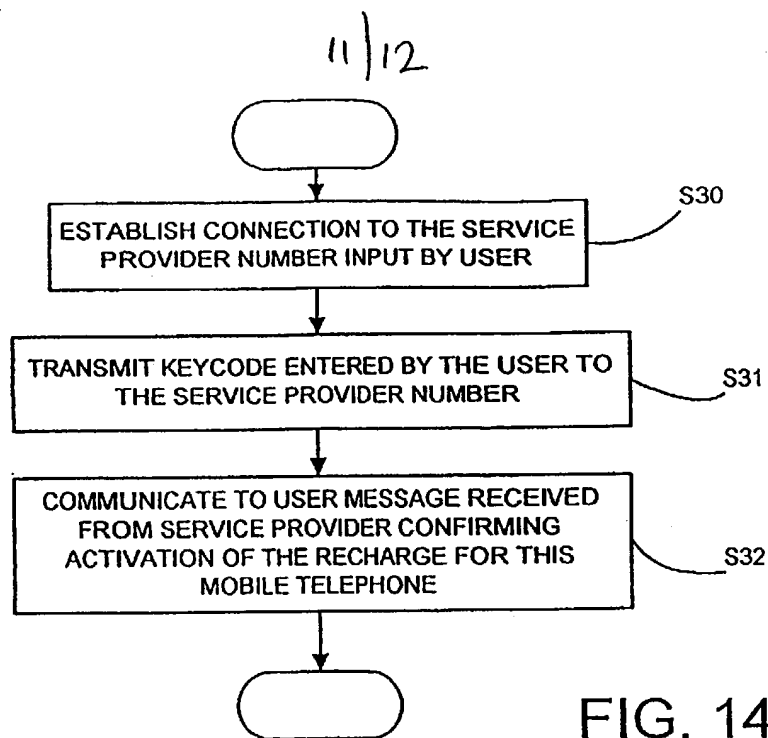 11/12
ESTABLISH CONNECTION TO THE SERVICE
PROVIDER NUMBER INPUT BY USER
S30
TRANSMIT KEYCODE ENTERED BY THE USER TO
THE SERVICE PROVIDER NUMBER
S31
COMMUNICATE TO USER MESSAGE RECEIVED
FROM SERVICE PROVIDER CONFIRMING
ACTIVATION OF THE RECHARGE FOR THIS
MOBILE TELEPHONE
S32
FIG. 14